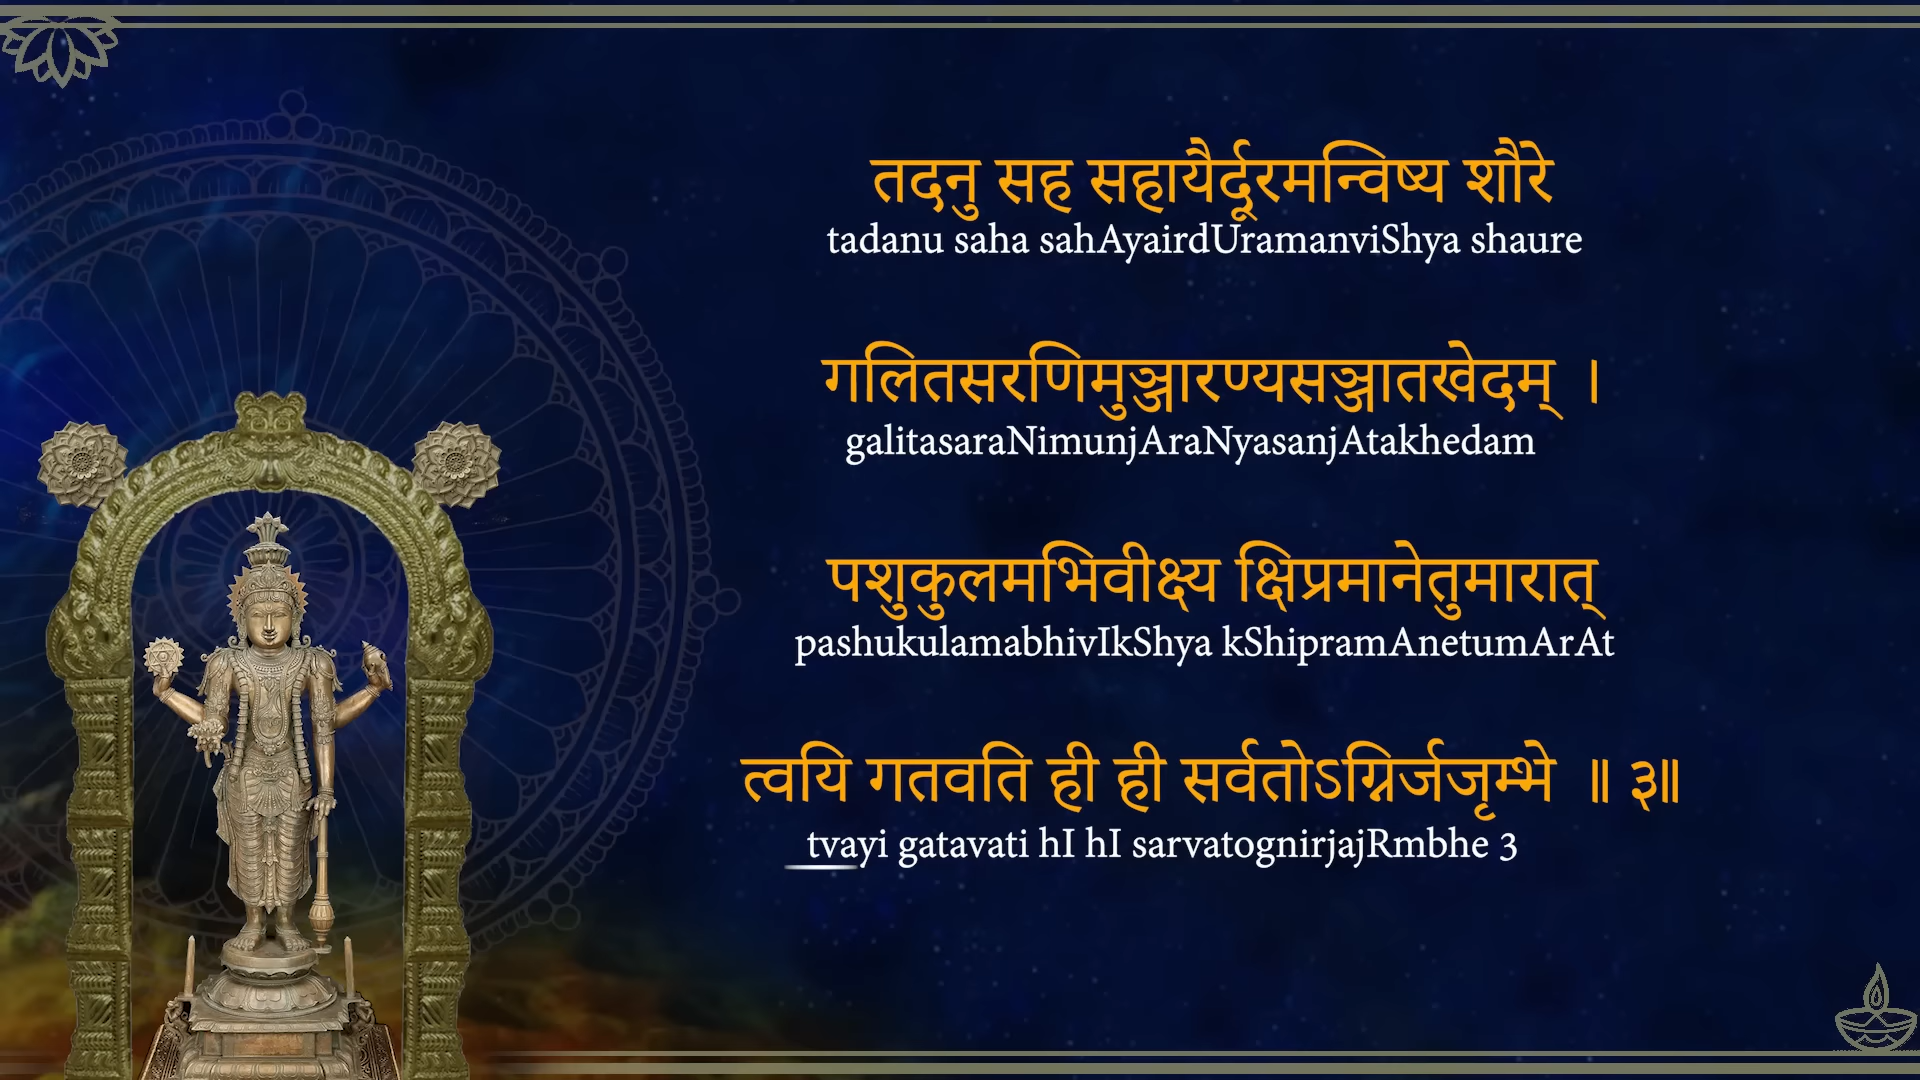 तदनु सह सहायैर्दूरमन्विष्य शौरे
tadanu saha sahAyairdUramanviShya shaure
गलितसरणिमुञ्जारण्यसञ्जातखेदम् ।
galitasaraNimunjAraNyasanjAtakhedam
पशुकुलमभिवीक्ष्य क्षिप्रमानेतुमारात्
pashukulamabhivIkShya kShipramAnetumArAt
त्वयि गतवति ही ही सर्वतोऽग्निर्जजृम्भे ॥ ३॥
tvayi gatavati hI hI sarvatognirjajRmbhe 3